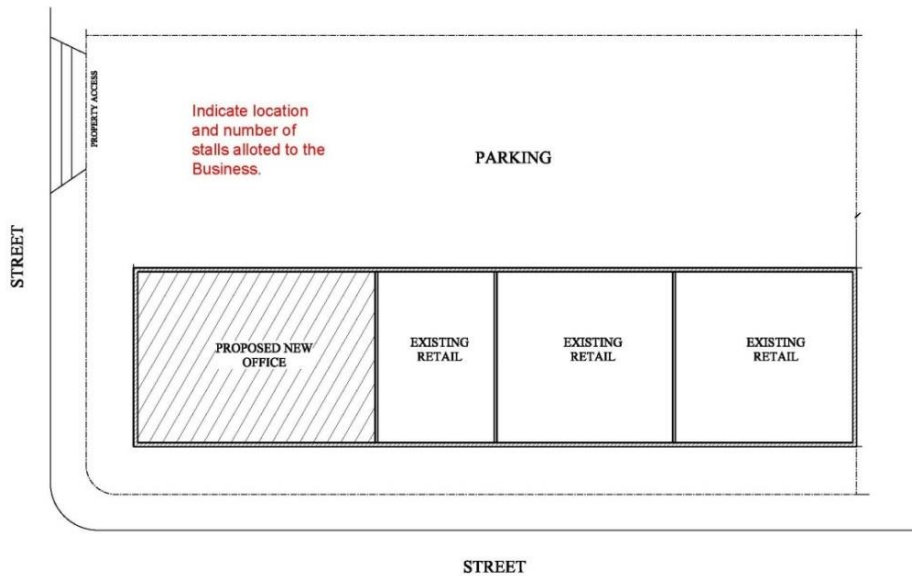 PROPERTY ACCESS
Indicate location
and number of
stalls alloted to the
Business.
PARKING
STREET
PROPOSED NEW
OFFICE
EXISTING
RETAIL
EXISTING
RETAIL
EXISTING
RETAIL
STREET